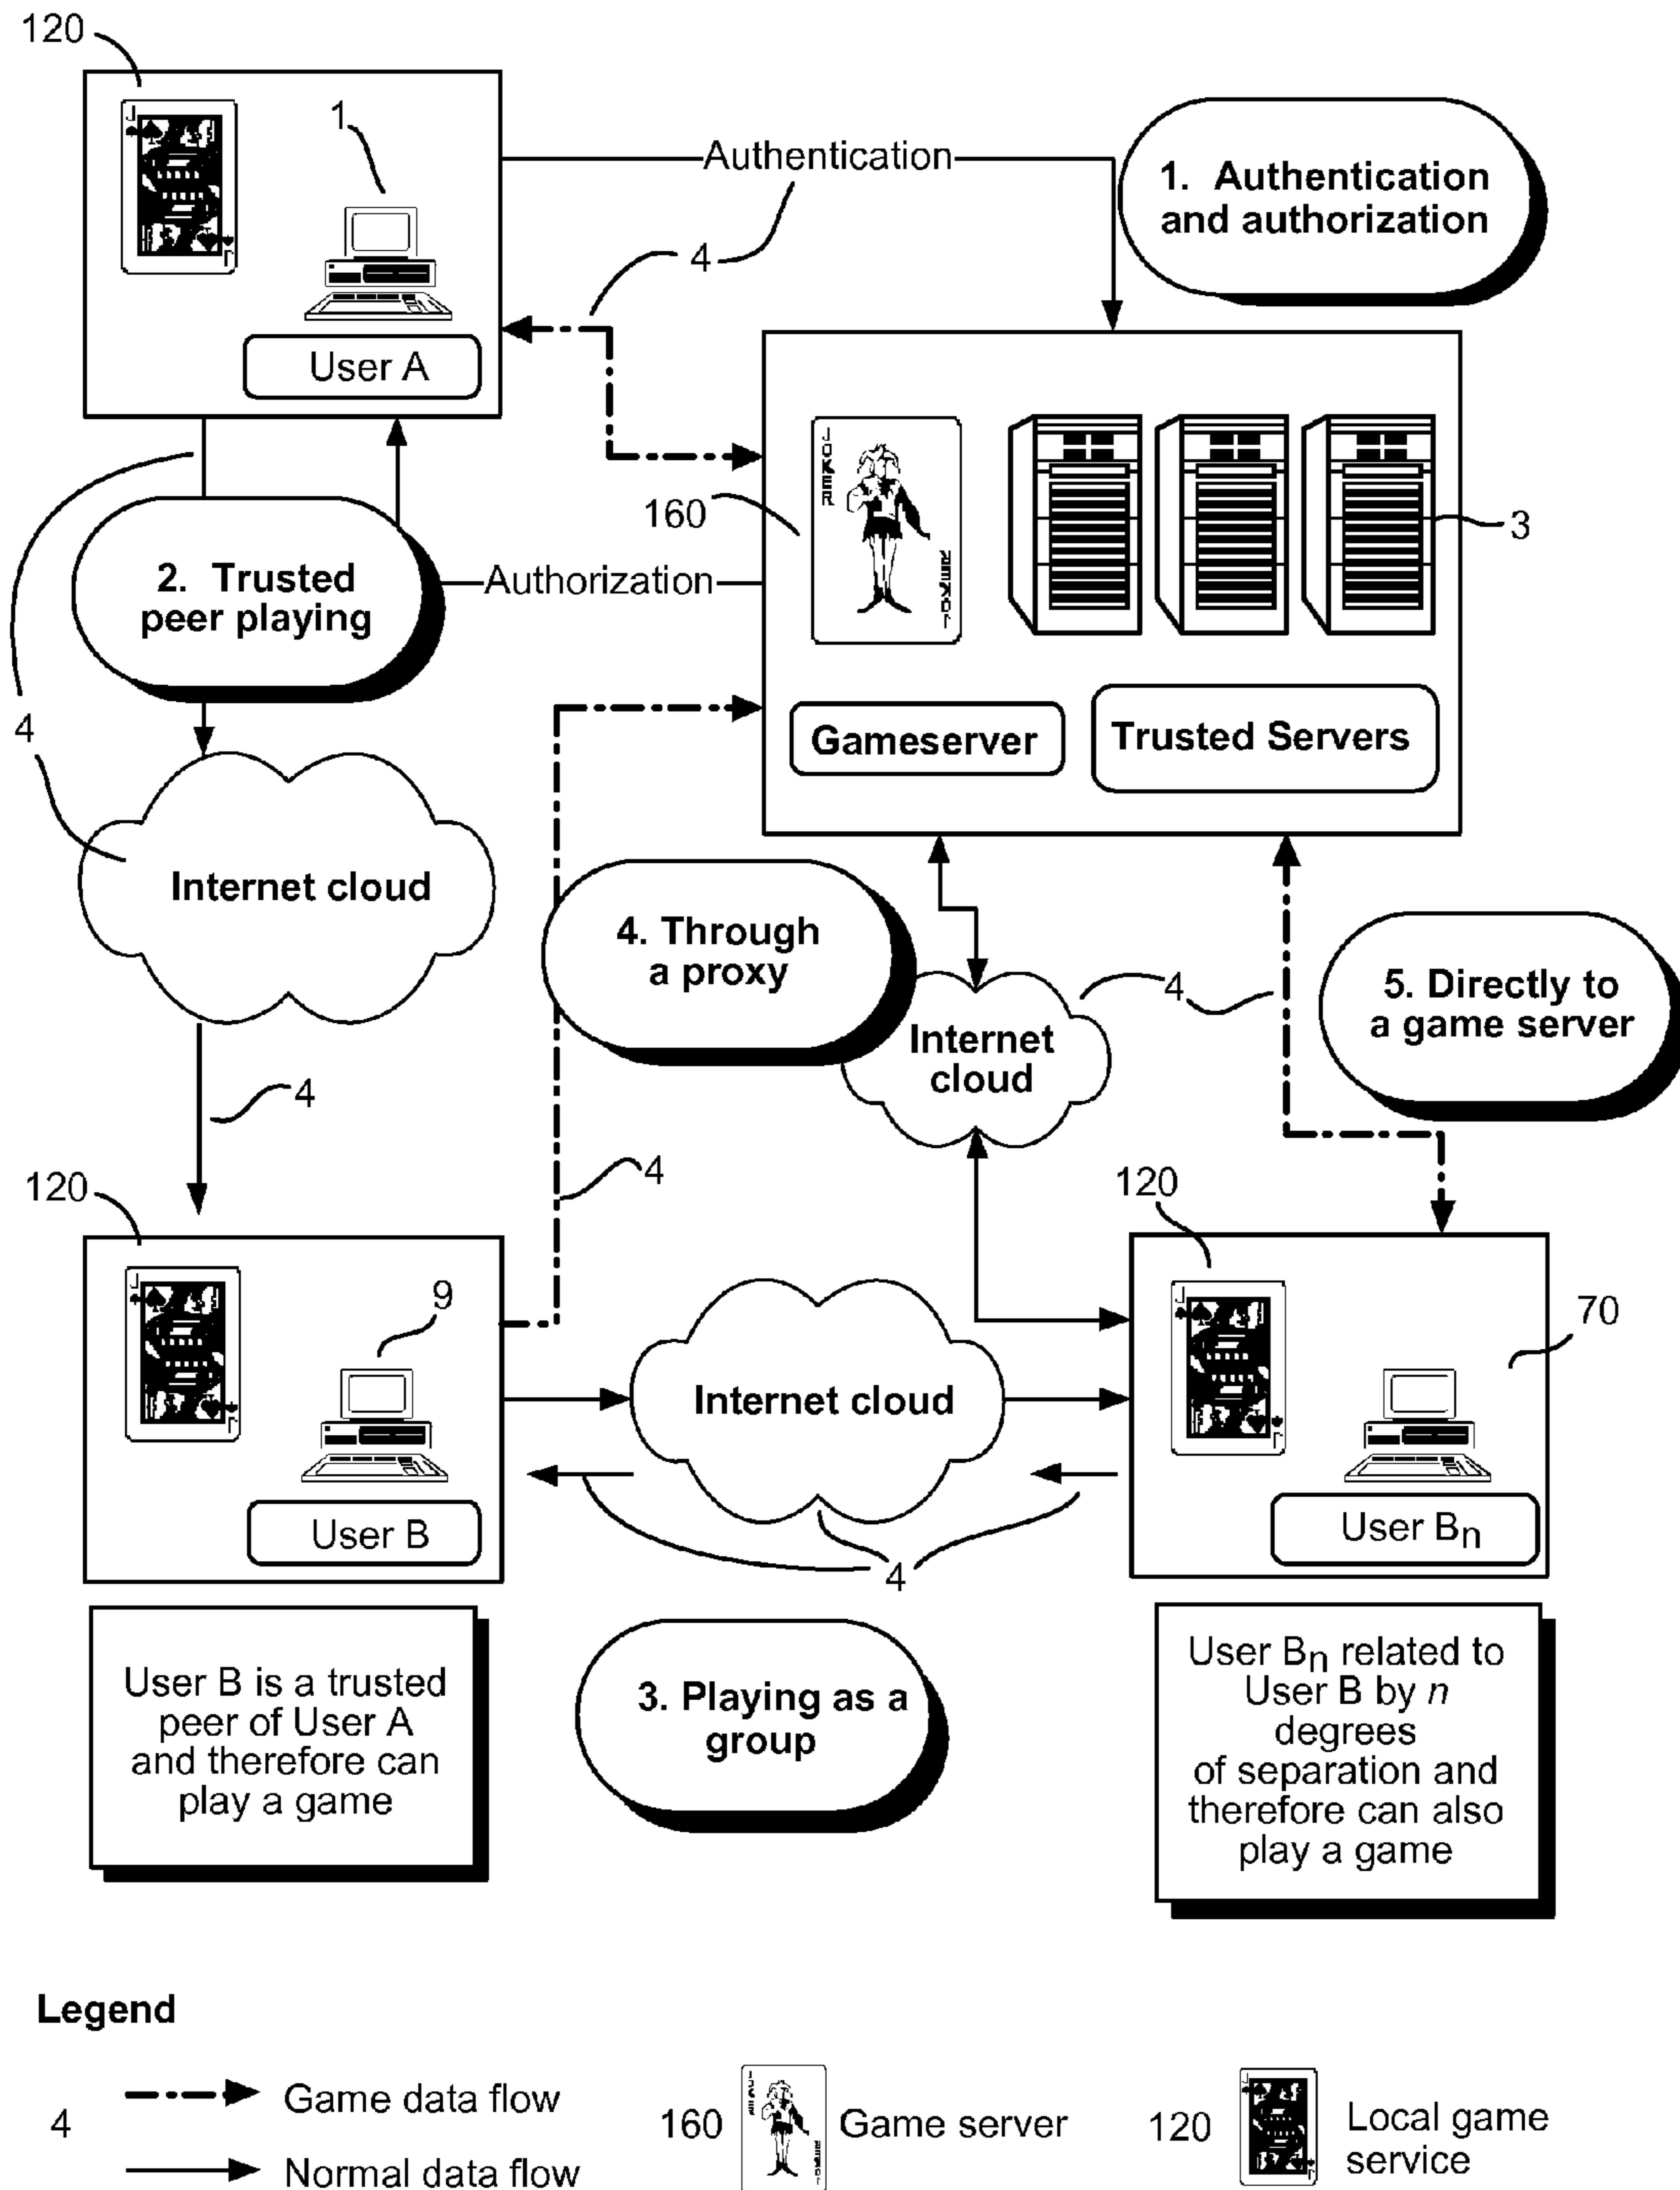 120
1
Authentication
1. Authentication
and authorization
4
User A
JOKER
160
3
2. Trusted
peer playing
Authorization
4
Gameserver
Trusted Servers
Internet cloud
4. Through
a proxy
4
5. Directly to
a game server
Internet
cloud
4
4
120
120
9
70
Internet cloud
User B
User Bn
4
User B is a trusted
peer of User A
and therefore can
play a game
3. Playing as a
group
User Bn related to
User B by n
degrees
of separation and
therefore can also
play a game
Legend
4
Game data flow
Normal data flow
160
Game server
120
Local game
service